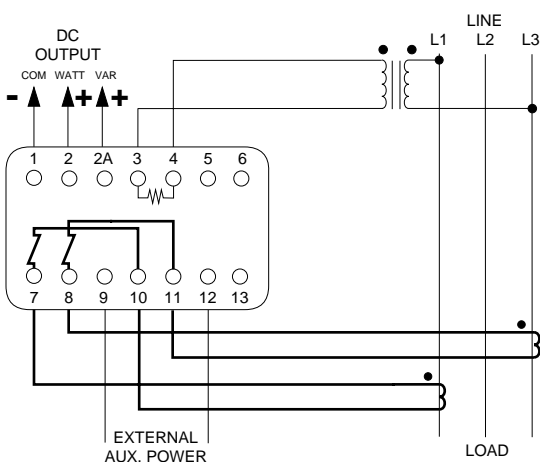 LINE
L1 L2 L3
DC
OUTPUT
COM WATT VAR
- + +
1 2 2A 3 4 5 6
7 8 9 10 11 12 13
EXTERNAL
AUX. POWER
LOAD